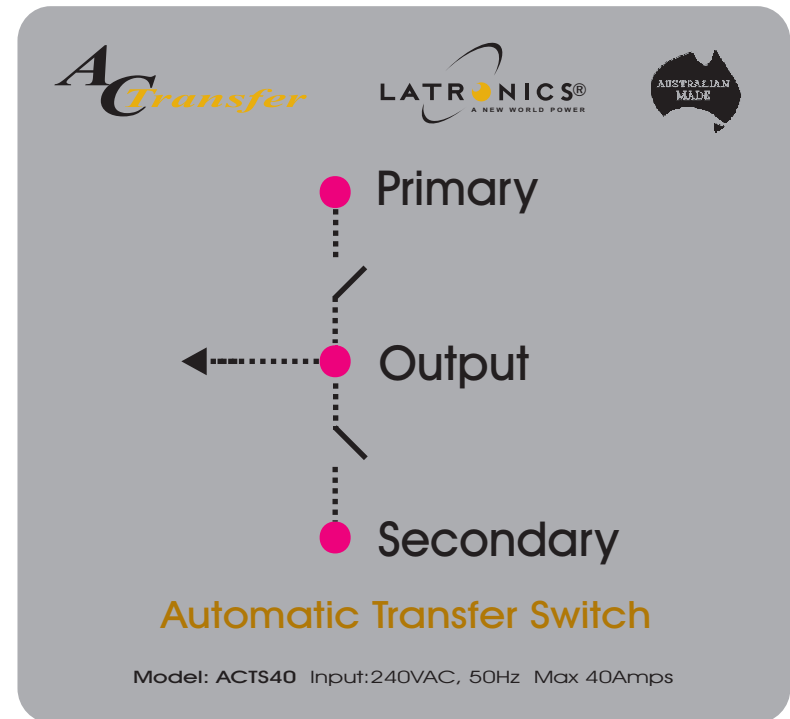 AC Transfer
LATRONICS®
A NEW WORLD POWER
AUSTRALIAN
MADE
Primary
Output
Secondary
Automatic Transfer Switch
Model: ACTS40 Input:240VAC, 50Hz Max 40Amps